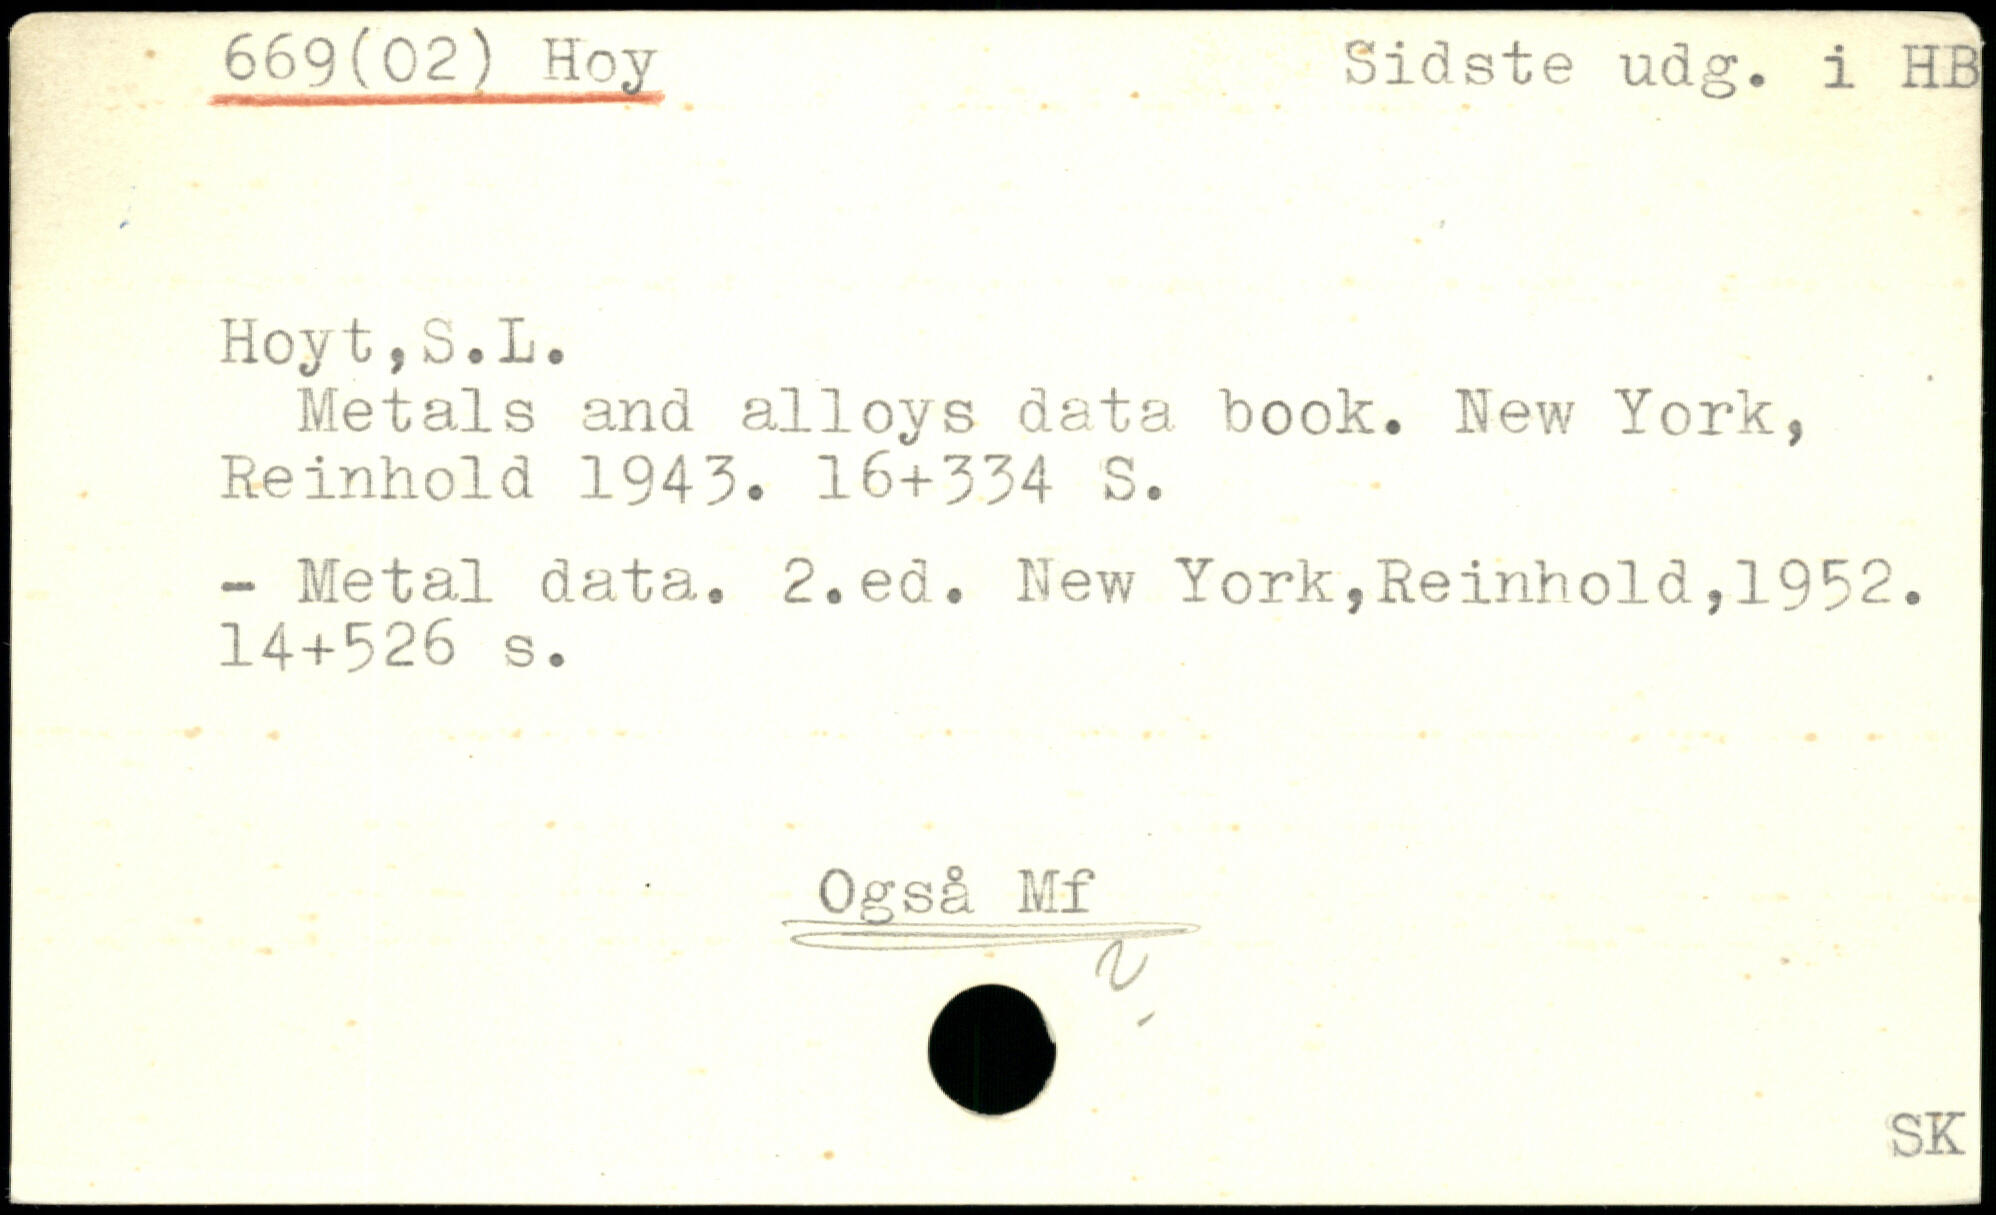 669(02) Hoy
Sidste udg. i HB
Hoyt,S.L.
Metals and alloys data book. New York,
Reinhold 1943. 16+334 S.
- Metal data. 2.ed. New York,Reinhold,1952.
14+526 s.
Også Mf
SK